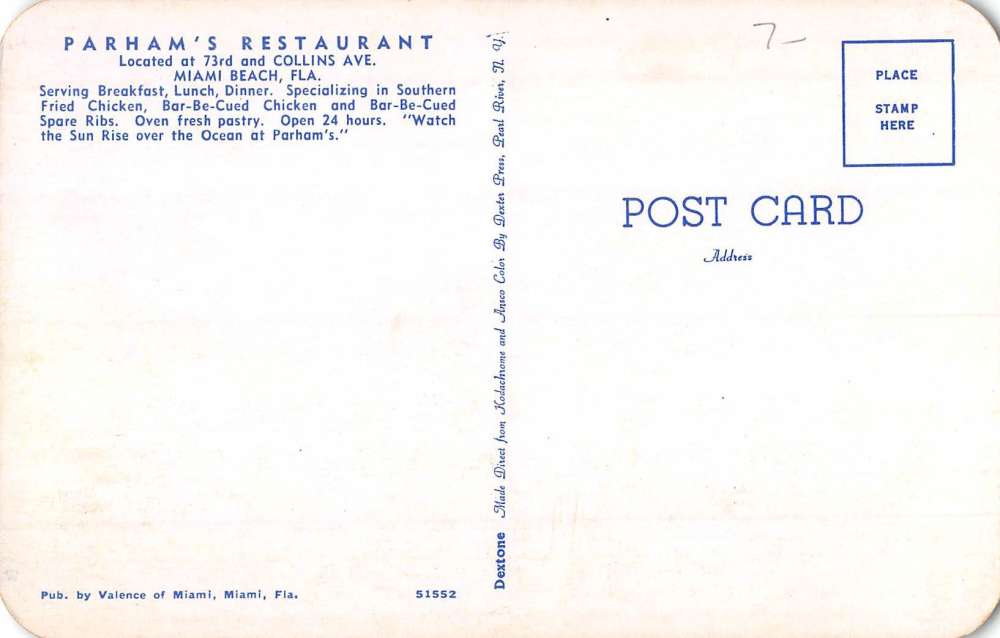 PARHAM'S RESTAURANT
Located at 73rd and COLLINS AVE.
MIAMI BEACH, FLA.
Serving Breakfast, Lunch, Dinner. Specializing in Southern
Fried Chicken, Bar-Be-Cued Chicken and Bar-Be-Cued
Spare Ribs. Oven fresh pastry. Open 24 hours. "Watch
the Sun Rise over the Ocean at Parham's."
Pub. by Valence of Miami, Miami, Fla. 51552
Dextone Made Direct from Kodachrome and Ansco Color By Dexter Press, Pearl River, N. Y.
7-
PLACE
STAMP
HERE
POST CARD
Address